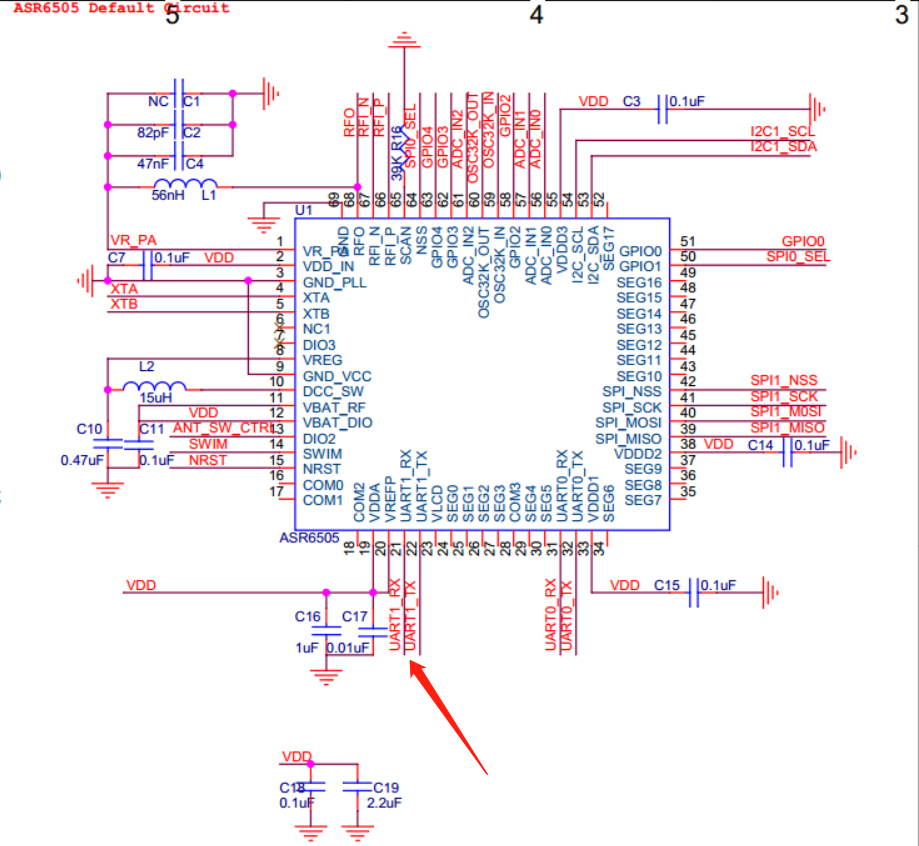 ASR6505 Default Circuit
5
4
3
NC C1
82pF C2
47nF C4
56nH L1
RFO
RFI_N
RFI_P
39K R16
SPI0_SEL
GPIO4
GPIO3
ADC_IN2
OSC32K_OUT
OSC32K_IN
GPIO2
ADC_IN1
ADC_IN0
VDD C3 0.1uF
I2C1_SCL
I2C1_SDA
69 68 67 66 65 64 63 62 61 60 59 58 57 56 55 54 53 52
U1
GND
RFO
RFI_N
RFI_P
SCAN
NSS
GPIO4
GPIO3
ADC_IN2
OSC32K_OUT
OSC32K_IN
GPIO2
ADC_IN1
ADC_IN0
VDDD3
I2C_SCL
I2C_SDA
SEG17
VR_PA 1 VR_PA
C7 0.1uF VDD 2 VDD_IN
3 GND_PLL
XTA 4 XTA
XTB 5 XTB
6 NC1
7 DIO3
8 VREG
9 GND_VCC
L2 15uH 10 DCC_SW
11 VBAT_RF
VDD 12 VBAT_DIO
ANT_SW_CTRL 13 DIO2
SWIM 14 SWIM
NRST 15 NRST
16 COM0
17 COM1
C10 0.47uF
C11 0.1uF
GPIO0 51 GPIO0
GPIO1 50 SPI0_SEL
SEG16 49
SEG15 48
SEG14 47
SEG13 46
SEG12 45
SEG11 44
SEG10 43
SPI_NSS 42 SPI1_NSS
SPI_SCK 41 SPI1_SCK
SPI_MOSI 40 SPI1_M0SI
SPI_MISO 39 SPI1_MISO
VDDD2 38 VDD C14 0.1uF
SEG9 37
SEG8 36
SEG7 35
COM2
VDDA
VREFP
UART1_RX
UART1_TX
VLCD
SEG0
SEG1
SEG2
SEG3
COM3
SEG4
SEG5
UART0_RX
UART0_TX
VDDD1
SEG6
ASR6505
18 19 20 21 22 23 24 25 26 27 28 29 30 31 32 33 34
VDD
C16 1uF
C17 0.01uF
UART1_RX
UART1_TX
UART0_RX
UART0_TX
VDD C15 0.1uF
VDD
C18 0.1uF
C19 2.2uF